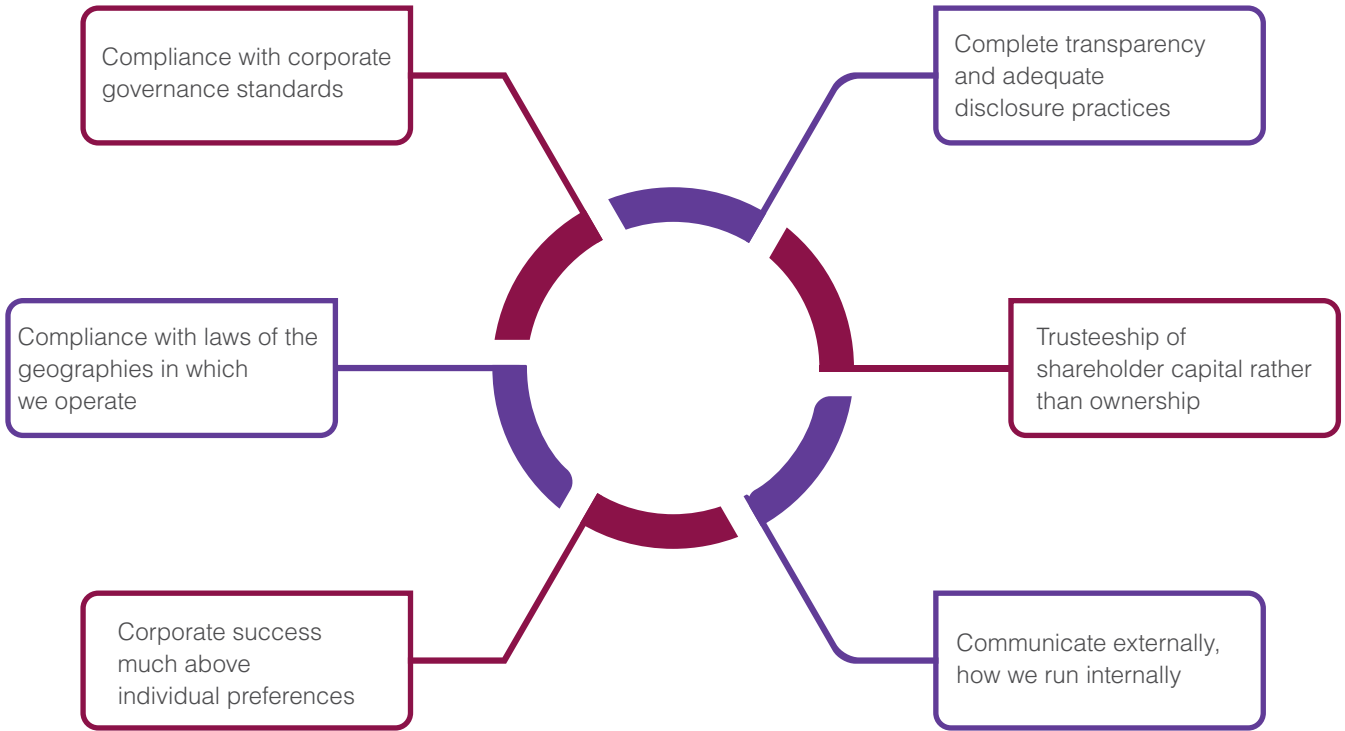 Compliance with corporate
governance standards
Complete transparency
and adequate
disclosure practices
Compliance with laws of the
geographies in which
we operate
Trusteeship of
shareholder capital rather
than ownership
Corporate success
much above
individual preferences
Communicate externally,
how we run internally